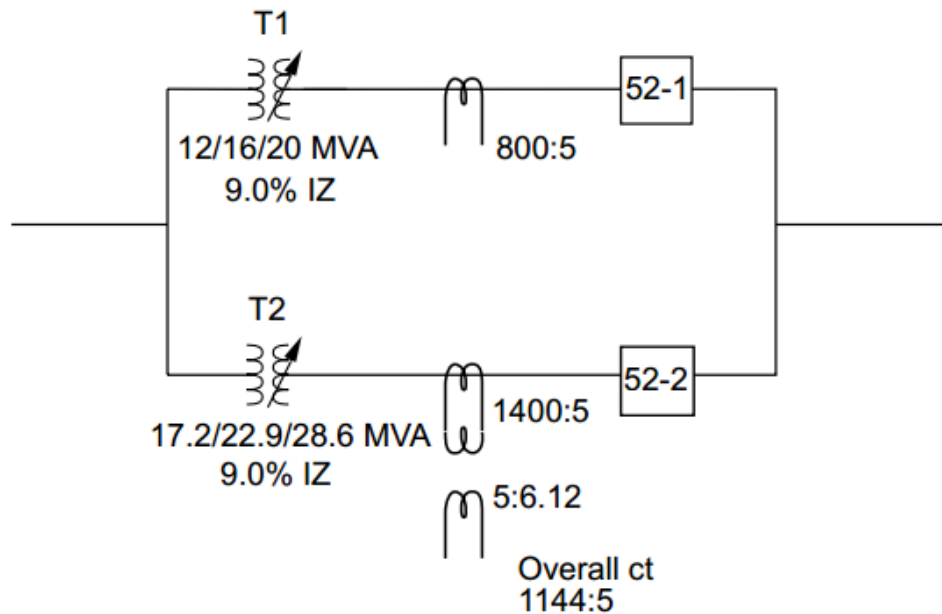 T1
12/16/20 MVA
9.0% IZ
800:5
52-1
T2
17.2/22.9/28.6 MVA
9.0% IZ
1400:5
52-2
5:6.12
Overall ct
1144:5